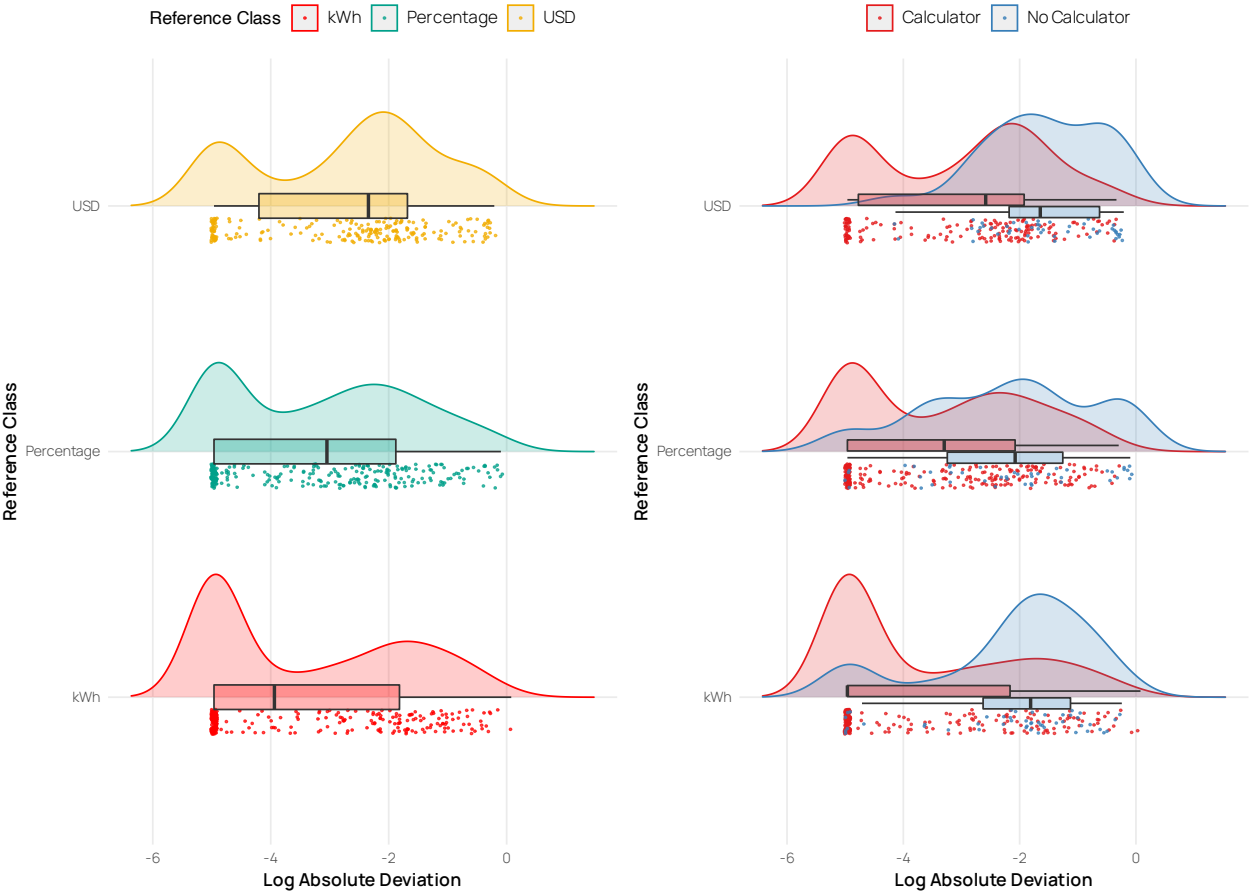 Reference Class kWh Percentage USD
Calculator No Calculator
Reference Class
USD
Percentage
kWh
-6 -4 -2 0
Log Absolute Deviation
Reference Class
USD
Percentage
kWh
-6 -4 -2 0
Log Absolute Deviation